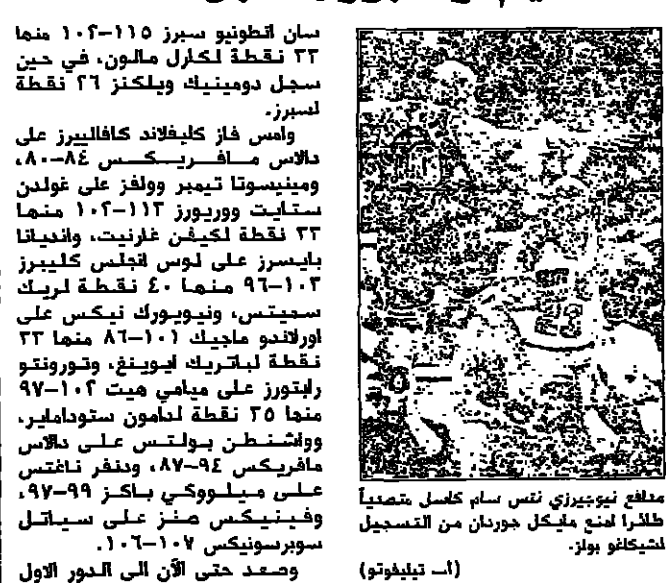 سان انطونيو سبرز ١١٥–١٠٢ منها
٣٣ نقطة لكارل مالون، في حين
سجل دومينيك ويلكنز ٢٦ نقطة
لسبرز.
وامس فاز كليفلاند كافالييرز على
دالاس مافريكس ٨٤–٨٠،
ومينيسوتا تيمبر وولفز على غولدن
ستايت ووريورز ١١٣–١٠٢ منها
٣٣ نقطة لكيفن غارنيت، وانديانا
بايسرز على لوس انجلس كليبرز
١٠٣–٩٦ منها ٤٠ نقطة لريك
سميتس، ونيويورك نيكس على
اورلاندو ماجيك ١٠١–٨٦ منها ٣٣
نقطة لباتريك ايوينغ، وتورونتو
رابتورز على ميامي هيت ١٠٢–٩٧
منها ٣٥ نقطة لدامون ستوداماير،
وواشنطن بولتس على دالاس
مافريكس ٩٤–٨٧، ودنفر ناغتس
على ميلووكي باكز ٩٩–٩٧،
وفينيكس صنز على سياتل
سوبرسونيكس ١٠٧–١٠٦.
وصعد حتى الآن الى الدور الاول
مدافع نيوجيرزي نتس سام كاسل متصدياً
طائرا لمنع مايكل جوردان من التسجيل
لشيكاغو بولز.
(أ.ب تيليفوتو)